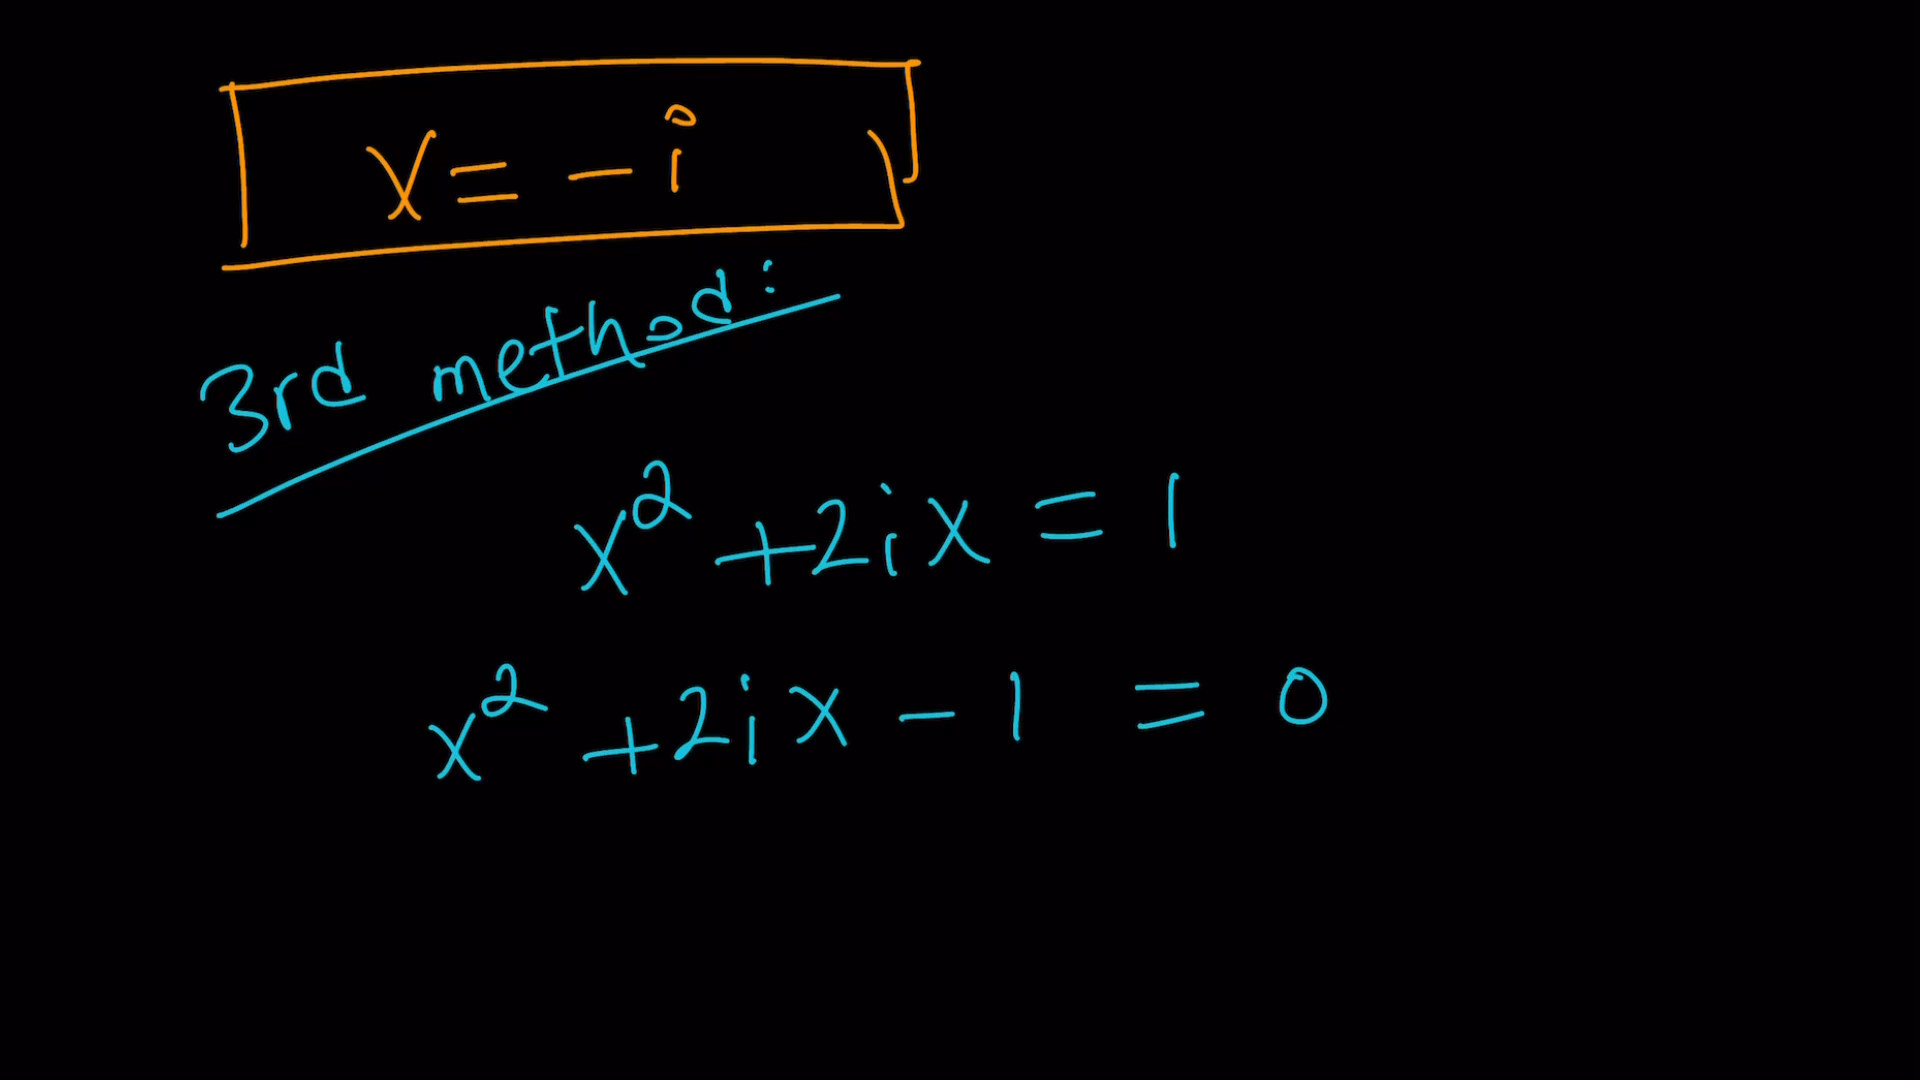 x = - i
3rd method:
x² + 2ix = 1
x² + 2ix - 1 = 0